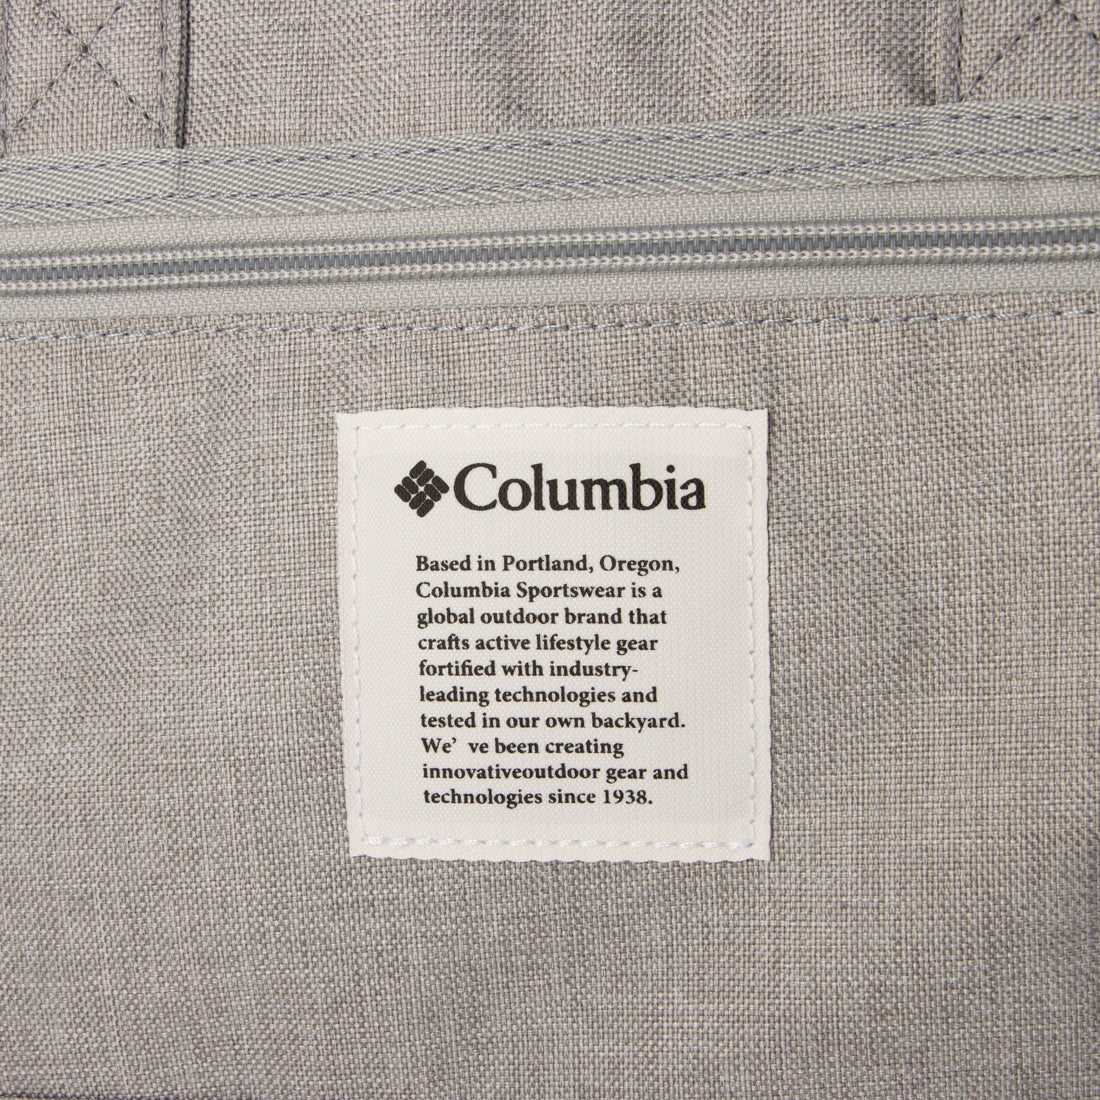 Columbia
Based in Portland, Oregon,
Columbia Sportswear is a
global outdoor brand that
crafts active lifestyle gear
fortified with industry-
leading technologies and
tested in our own backyard.
We’ ve been creating
innovativeoutdoor gear and
technologies since 1938.